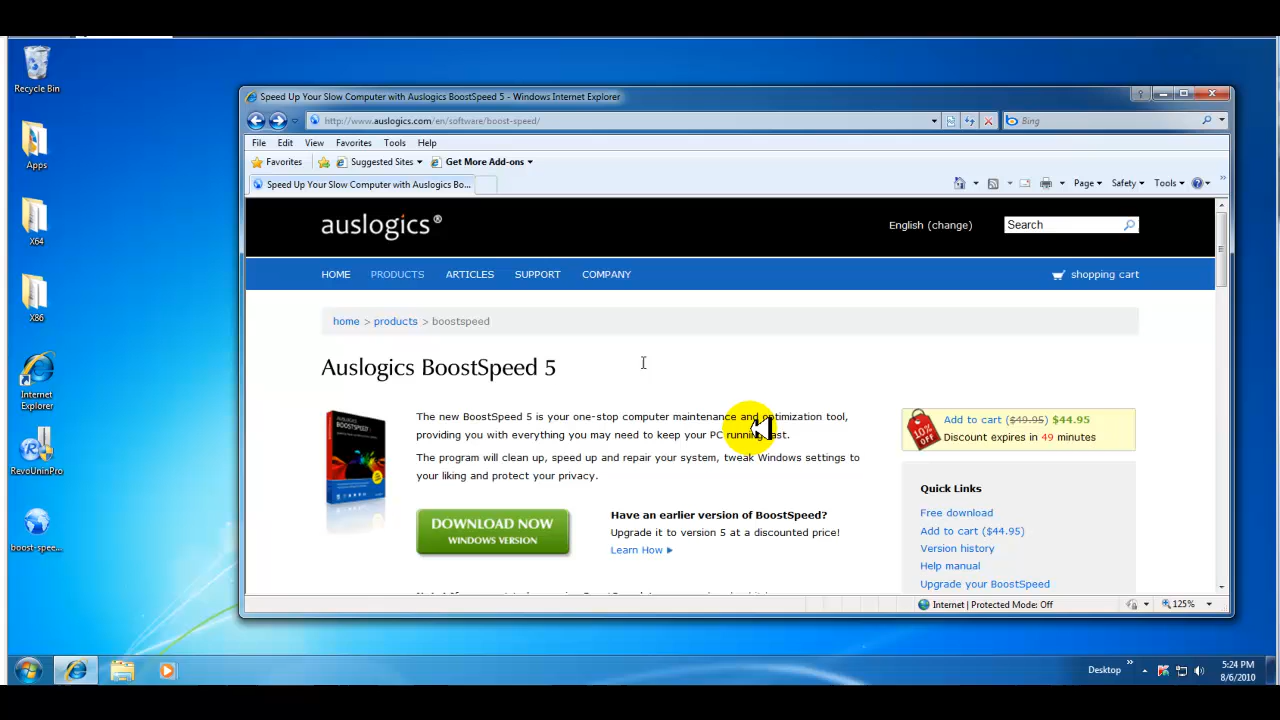 Recycle Bin
Apps
X64
X86
Internet
Explorer
RevoUninPro
boost-spee...
Speed Up Your Slow Computer with Auslogics BoostSpeed 5 - Windows Internet Explorer
http://www.auslogics.com/en/software/boost-speed/
Bing
File Edit View Favorites Tools Help
Favorites Suggested Sites Get More Add-ons
Speed Up Your Slow Computer with Auslogics Bo...
Page Safety Tools
auslogics®
English (change)
Search
HOME PRODUCTS ARTICLES SUPPORT COMPANY
shopping cart
home > products > boostspeed
Auslogics BoostSpeed 5
The new BoostSpeed 5 is your one-stop computer maintenance and optimization tool,
providing you with everything you may need to keep your PC running fast.
The program will clean up, speed up and repair your system, tweak Windows settings to
your liking and protect your privacy.
DOWNLOAD NOW
WINDOWS VERSION
Have an earlier version of BoostSpeed?
Upgrade it to version 5 at a discounted price!
Learn How
10%
OFF
Add to cart ($49.95) $44.95
Discount expires in 49 minutes
Quick Links
Free download
Add to cart ($44.95)
Version history
Help manual
Upgrade your BoostSpeed
Internet | Protected Mode: Off
125%
Desktop
5:24 PM
8/6/2010